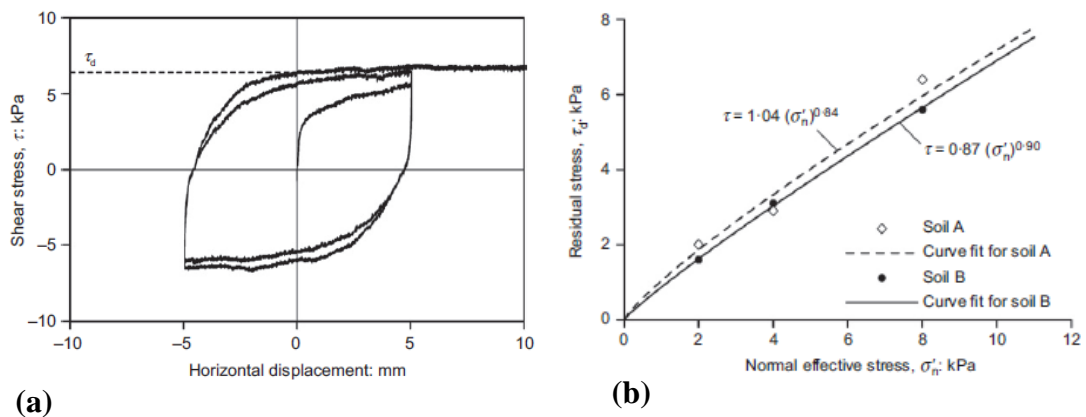 10
5
0
−5
−10
Shear stress, τ: kPa
τd
−10
−5
0
5
10
Horizontal displacement: mm
(a)
8
6
4
2
0
Residual stress, τd: kPa
τ = 1·04 (σ′n)0·84
τ = 0·87 (σ′n)0·90
Soil A
Curve fit for soil A
Soil B
Curve fit for soil B
0
2
4
6
8
10
12
Normal effective stress, σ′n: kPa
(b)